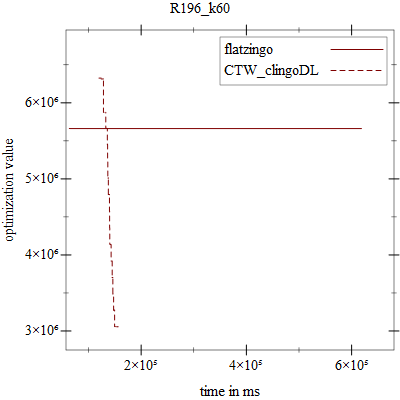 R196_k60
flatzingo
CTW_clingoDL
optimization value
6×10⁶
5×10⁶
4×10⁶
3×10⁶
2×10⁵
4×10⁵
6×10⁵
time in ms